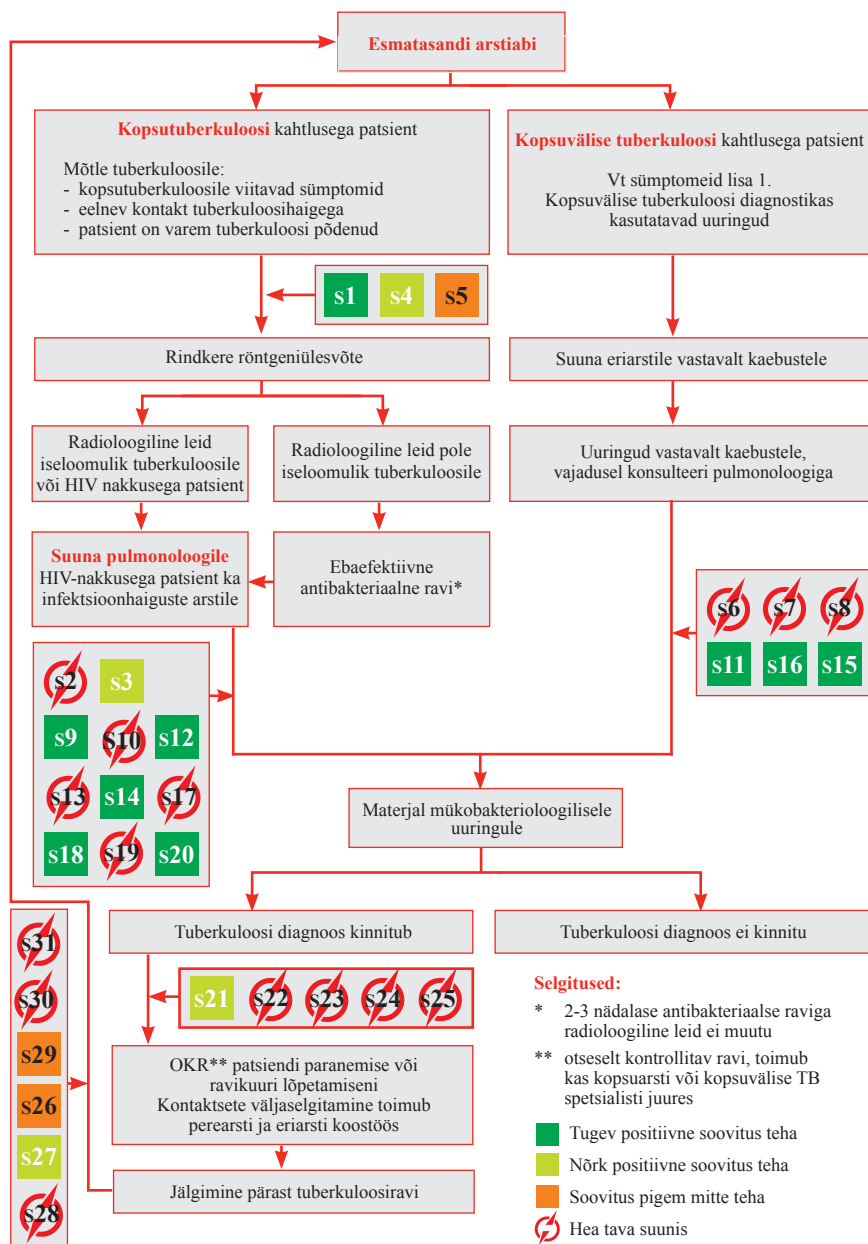 Esmatasandi arstiabi
Kopsutuberkuloosi kahtlusega patsient
Mõtle tuberkuloosile:
- kopsutuberkuloosile viitavad sümptomid
- eelnev kontakt tuberkuloosihaigega
- patsient on varem tuberkuloosi põdenud
Kopsuvälise tuberkuloosi kahtlusega patsient
Vt sümptomeid lisa 1.
Kopsuvälise tuberkuloosi diagnostikas
kasutatavad uuringud
s1 s4 s5
Rindkere röntgeniülesvõte
Suuna eriarstile vastavalt kaebustele
Radioloogiline leid
iseloomulik tuberkuloosile
või HIV nakkusega patsient
Radioloogiline leid pole
iseloomulik tuberkuloosile
Uuringud vastavalt kaebustele,
vajadusel konsulteeri pulmonoloogiga
Suuna pulmonoloogile
HIV-nakkusega patsient ka
infektsioonhaiguste arstile
Ebaefektiivne
antibakteriaalne ravi*
s6 s7 s8
s11 s16 s15
s2 s3
s9 S10 s12
s13 s14 s17
s18 s19 s20
Materjal mükobakterioloogilisele
uuringule
Tuberkuloosi diagnoos kinnitub
Tuberkuloosi diagnoos ei kinnitu
s21 s22 s23 s24 s25
OKR** patsiendi paranemise või
ravikuuri lõpetamiseni
Kontaktsete väljaselgitamine toimub
perearsti ja eriarsti koostöös
Jälgimine pärast tuberkuloosiravi
s31
s30
s29
s26
s27
s28
Selgitused:
* 2-3 nädalase antibakteriaalse raviga
radioloogiline leid ei muutu
** otseselt kontrollitav ravi, toimub
kas kopsuarsti või kopsuvälise TB
spetsialisti juures
Tugev positiivne soovitus teha
Nõrk positiivne soovitus teha
Soovitus pigem mitte teha
Hea tava suunis